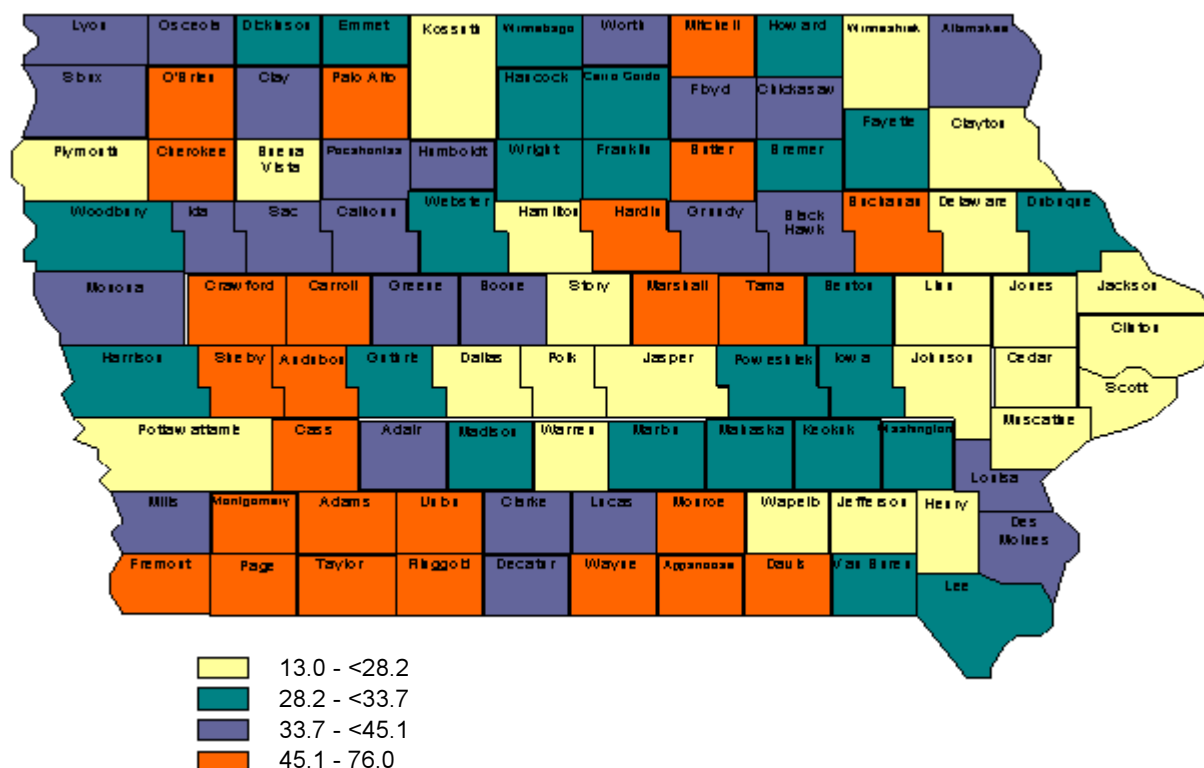 Lyon Osceola Dickinson Emmet Kossuth Winnebago Worth Mitchell Howard Winneshiek Allamakee
Sioux O'Brien Clay Palo Alto Hancock Cerro Gordo Floyd Chickasaw
Fayette Clayton
Plymouth Cherokee Buena Vista Pocahontas Humboldt Wright Franklin Butler Bremer
Woodbury Ida Sac Calhoun Webster Hamilton Hardin Grundy Black Hawk Buchanan Delaware Dubuque
Monona Crawford Carroll Greene Boone Story Marshall Tama Benton Linn Jones Jackson
Clinton
Harrison Shelby Audubon Guthrie Dallas Polk Jasper Poweshiek Iowa Johnson Cedar
Scott
Pottawattamie Cass Adair Madison Warren Marion Mahaska Keokuk Washington Muscatine
Louisa
Mills Montgomery Adams Union Clarke Lucas Monroe Wapello Jefferson Henry
Des Moines
Fremont Page Taylor Ringgold Decatur Wayne Appanoose Davis Van Buren
Lee
13.0 - <28.2
28.2 - <33.7
33.7 - <45.1
45.1 - 76.0